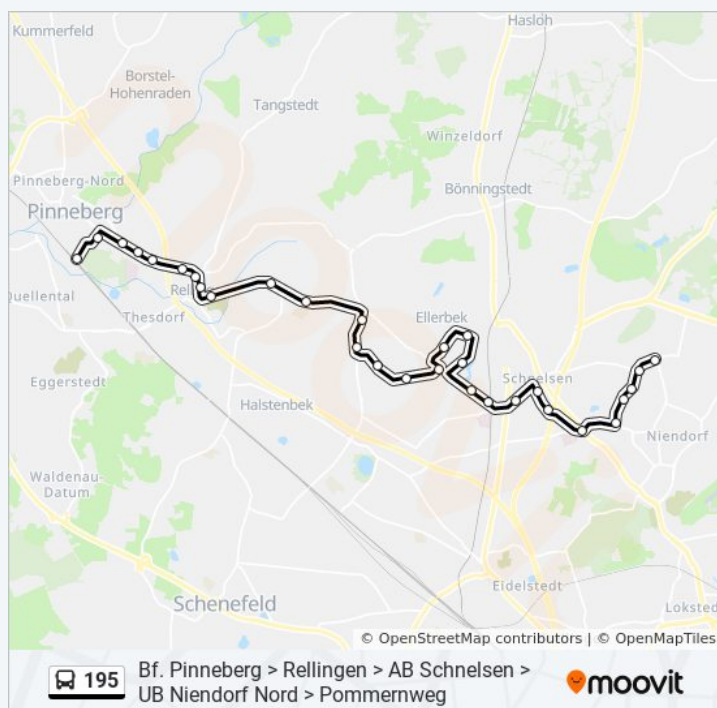 Kummerfeld
Hasloh
Borstel-
Hohenraden
Tangstedt
Winzeldorf
Pinneberg-Nord
Bönningstedt
Pinneberg
Quellental
Thesdorf
Ellerbek
Schnelsen
Eggerstedt
Halstenbek
Niendorf
Waldenau-
Datum
Eidelstedt
Schenefeld
Lokstedt
© OpenStreetMap contributors | © OpenMapTiles
195
Bf. Pinneberg > Rellingen > AB Schnelsen >
UB Niendorf Nord > Pommernweg
moovit